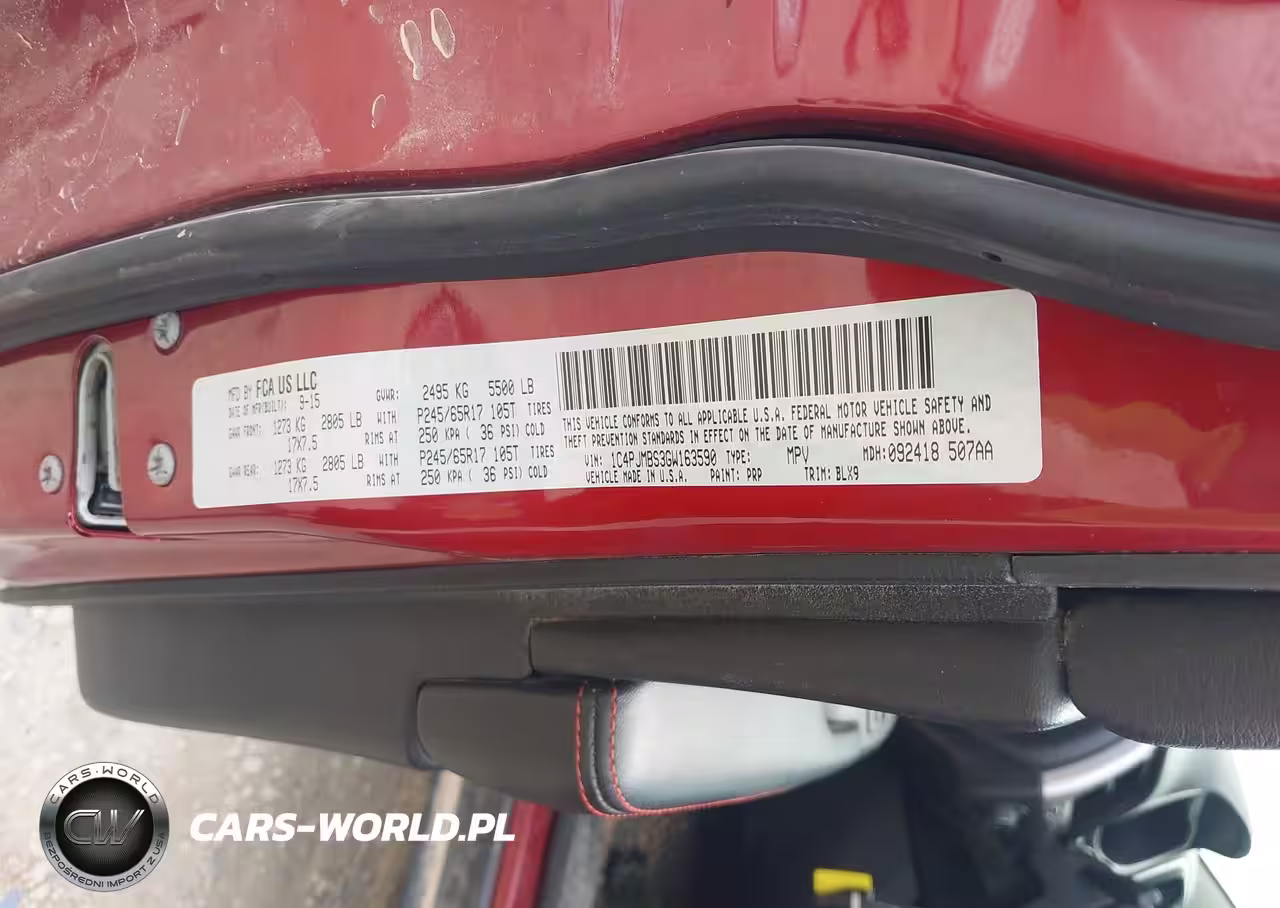 MFD BY FCA US LLC
DATE OF MFR(BUILT): 9-15
GVWR: 2495 KG 5500 LB
GAWR FRONT: 1273 KG 2805 LB WITH P245/65R17 105T TIRES
17X7.5 RIMS AT 250 KPA ( 36 PSI) COLD
GAWR REAR: 1273 KG 2805 LB WITH P245/65R17 105T TIRES
17X7.5 RIMS AT 250 KPA ( 36 PSI) COLD
THIS VEHICLE CONFORMS TO ALL APPLICABLE U.S.A. FEDERAL MOTOR VEHICLE SAFETY AND
THEFT PREVENTION STANDARDS IN EFFECT ON THE DATE OF MANUFACTURE SHOWN ABOVE.
VIN: 1C4PJMBS3GW163590 TYPE: MPV MDH: 092418 507AA
VEHICLE MADE IN U.S.A. PAINT: PRP TRIM: BLX9
CARS-WORLD
CW
BEZPOŚREDNI IMPORT Z USA
CARS-WORLD.PL